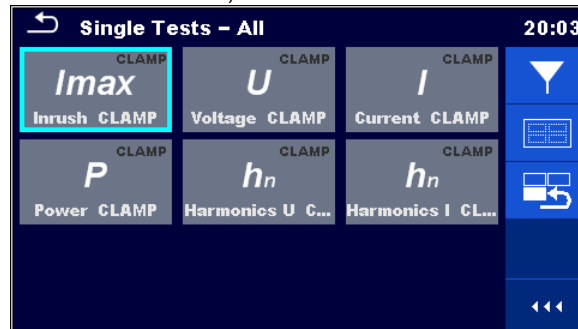 Single Tests – All 20:03
CLAMP CLAMP CLAMP
Imax U I
Inrush CLAMP Voltage CLAMP Current CLAMP
CLAMP CLAMP CLAMP
P hn hn
Power CLAMP Harmonics U C... Harmonics I CL...